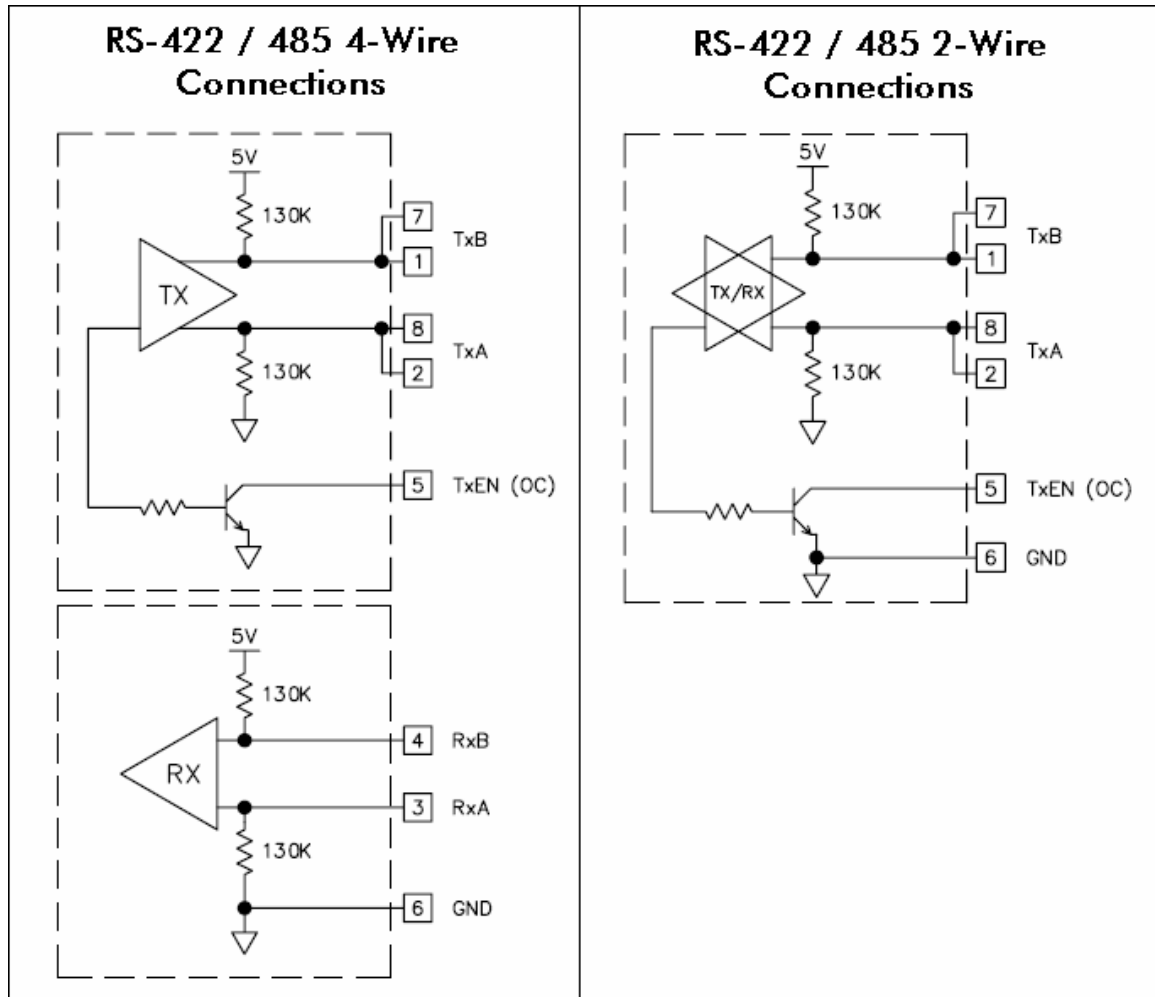 RS-422 / 485 4-Wire
Connections
5V
130K
7
TxB
1
TX
8
TxA
2
130K
5 TxEN (OC)
5V
130K
4 RxB
RX
3 RxA
130K
6 GND
RS-422 / 485 2-Wire
Connections
5V
130K
7
TxB
1
TX/RX
8
TxA
2
130K
5 TxEN (OC)
6 GND